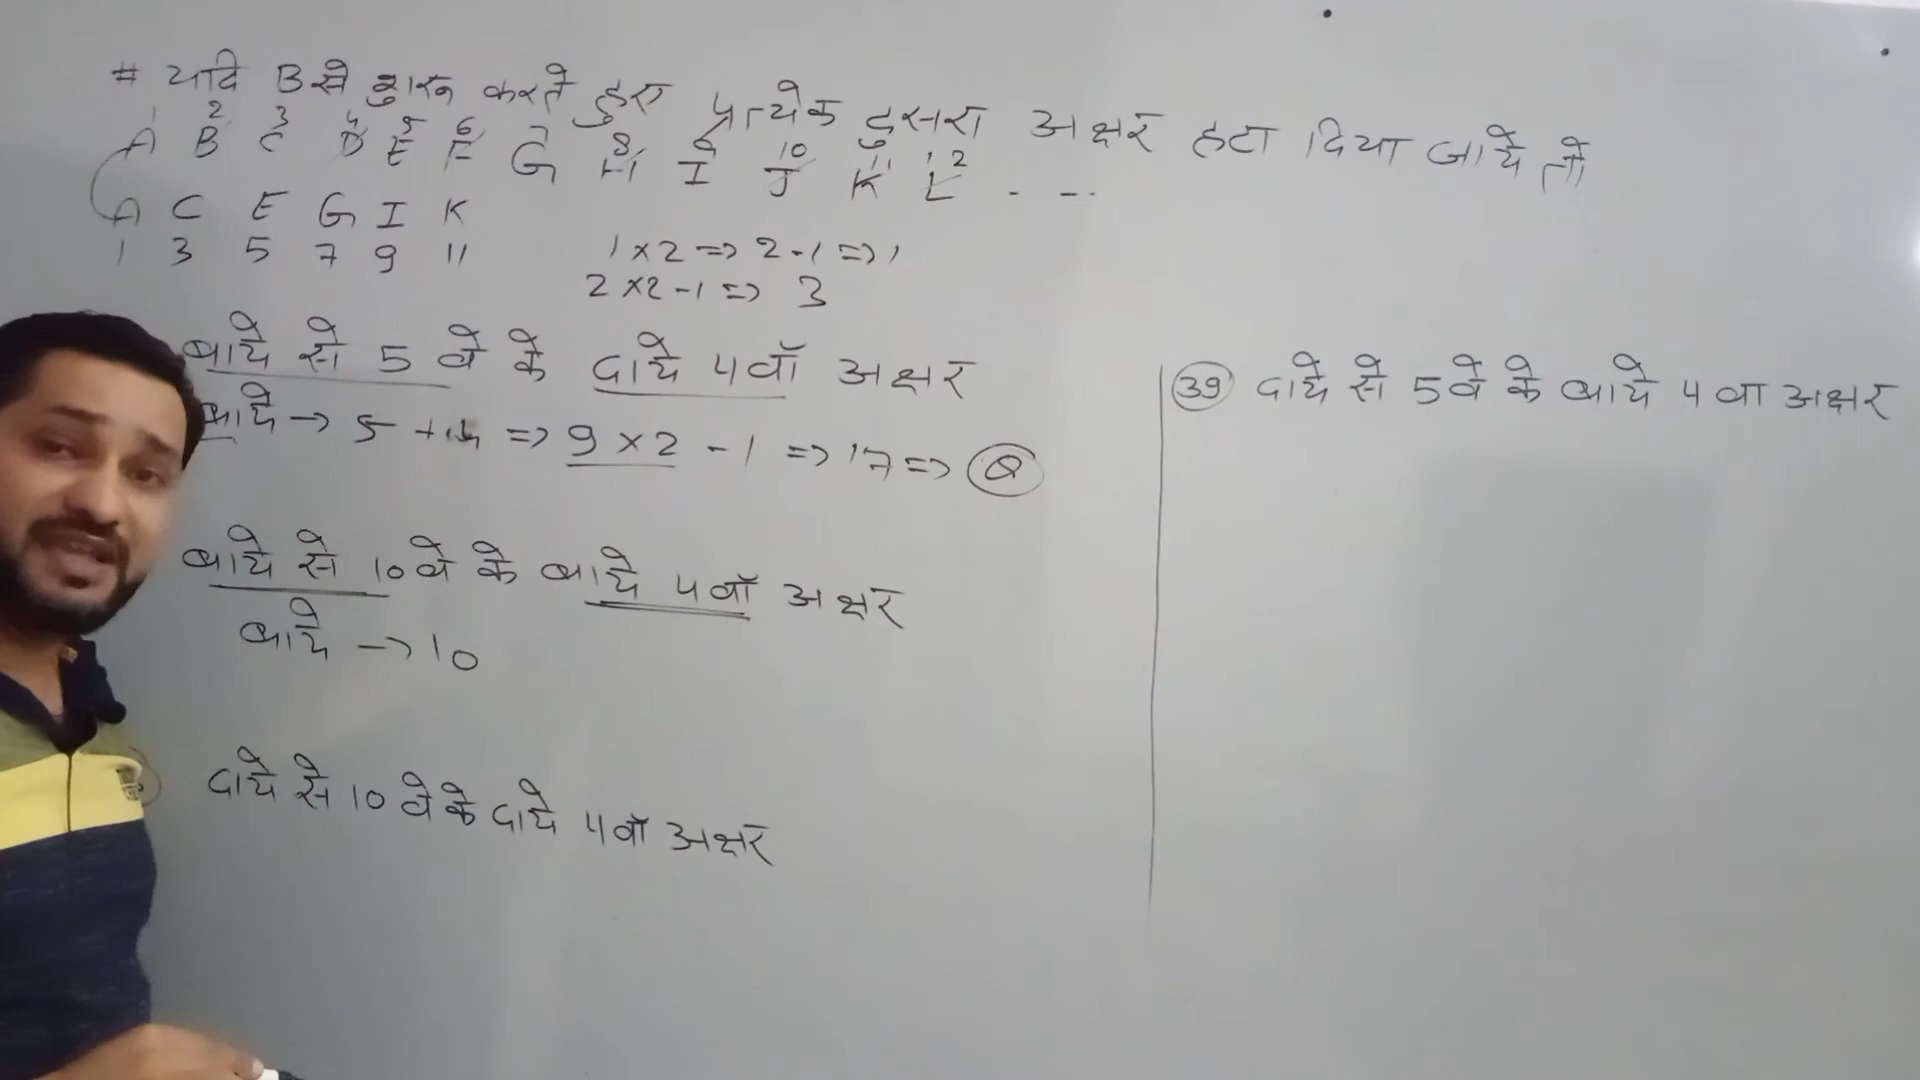 # यदि B से शुरू करते हुए प्रत्येक दुसरा अक्षर हटा दिया जाये तो
1 2 3 4 5 6 7 8 9 10 11 12
A B C D E F G H I J K L - --
A C E G I K
1 3 5 7 9 11
1 x 2 => 2 - 1 => 1
2 x 2 - 1 => 3
बाये से 5 वे के दाये 4वाँ अक्षर
बाये → 5 + 4 => 9 x 2 - 1 => 17 => Q
बाये से 10 वे के बाये 4वाँ अक्षर
बाये → 10
दाये से 10 वे के दाये 4वाँ अक्षर
39 दाये से 5वे के बाये 4 वा अक्षर